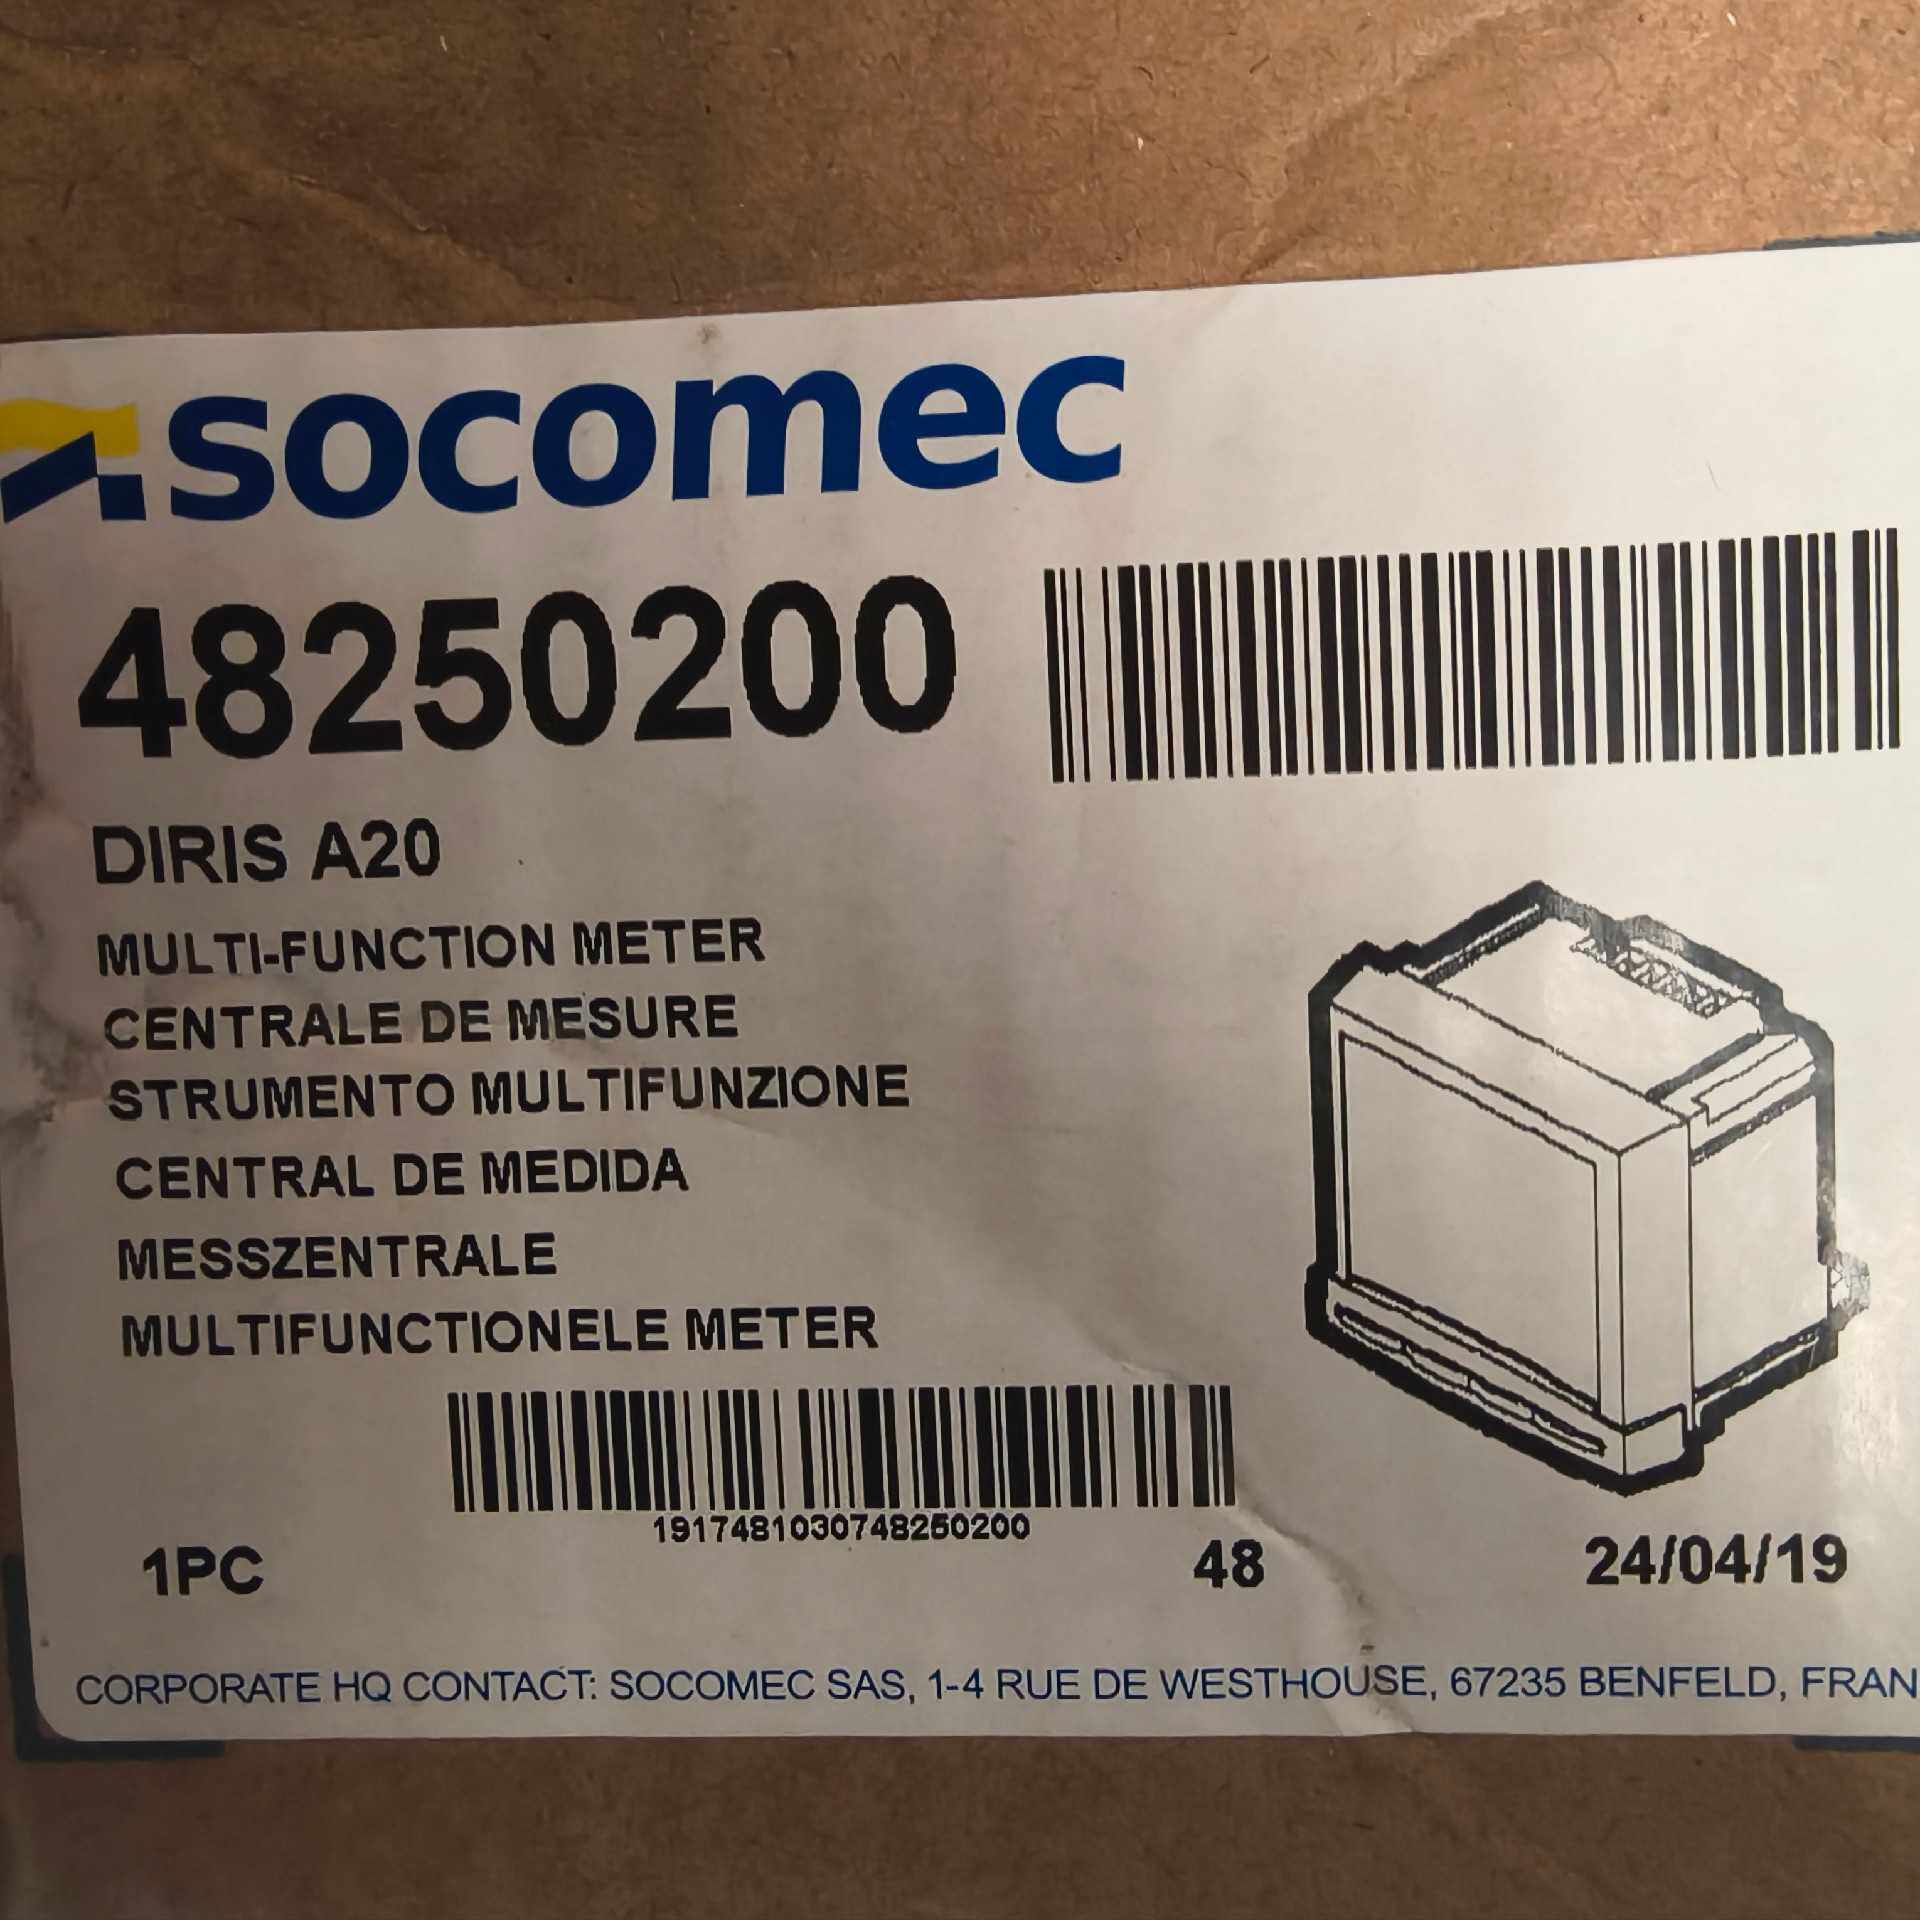 socomec
48250200
DIRIS A20
MULTI-FUNCTION METER
CENTRALE DE MESURE
STRUMENTO MULTIFUNZIONE
CENTRAL DE MEDIDA
MESSZENTRALE
MULTIFUNCTIONELE METER
1917481030748250200
1PC 48 24/04/19
CORPORATE HQ CONTACT: SOCOMEC SAS, 1-4 RUE DE WESTHOUSE, 67235 BENFELD, FRAN